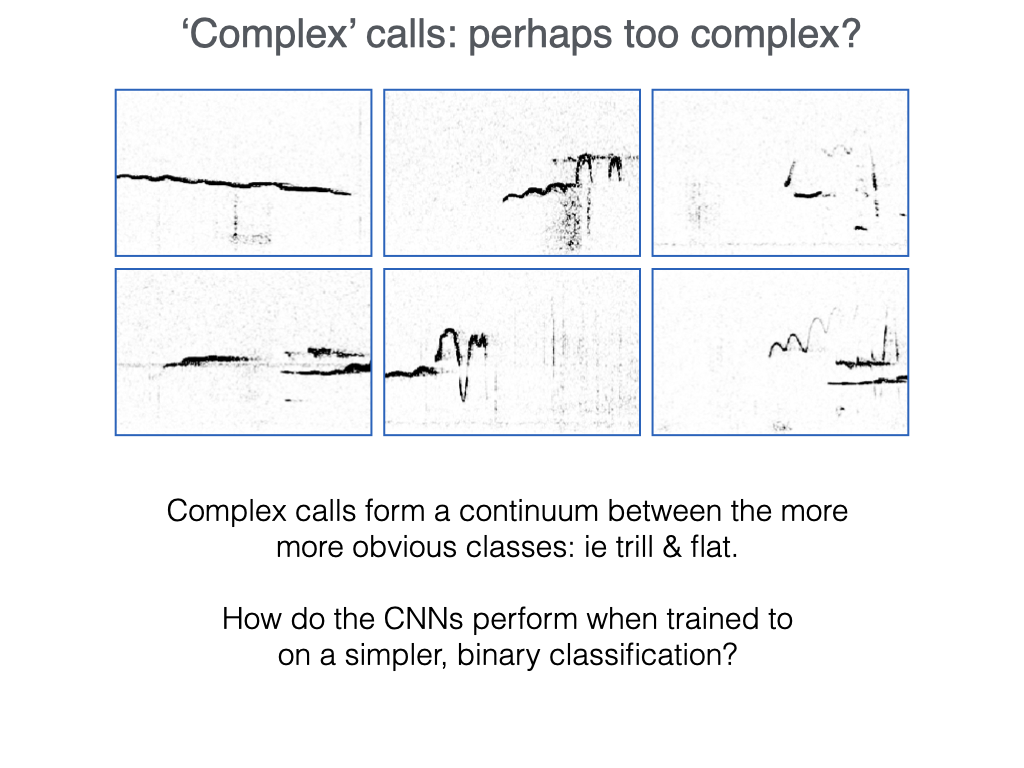 ‘Complex’ calls: perhaps too complex?
Complex calls form a continuum between the more
more obvious classes: ie trill & flat.
How do the CNNs perform when trained to
on a simpler, binary classification?